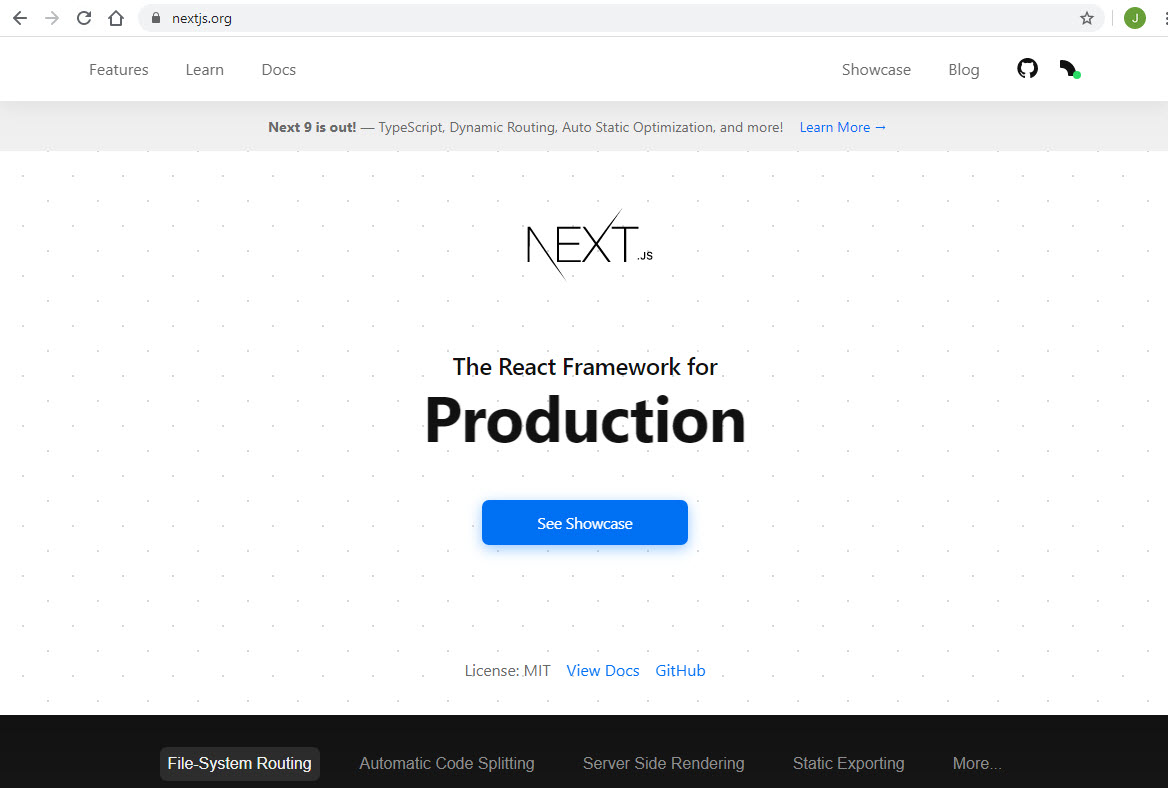 nextjs.org
J
Features Learn Docs Showcase Blog
Next 9 is out! — TypeScript, Dynamic Routing, Auto Static Optimization, and more! Learn More →
NEXT.JS
The React Framework for
Production
See Showcase
License: MIT View Docs GitHub
File-System Routing Automatic Code Splitting Server Side Rendering Static Exporting More...